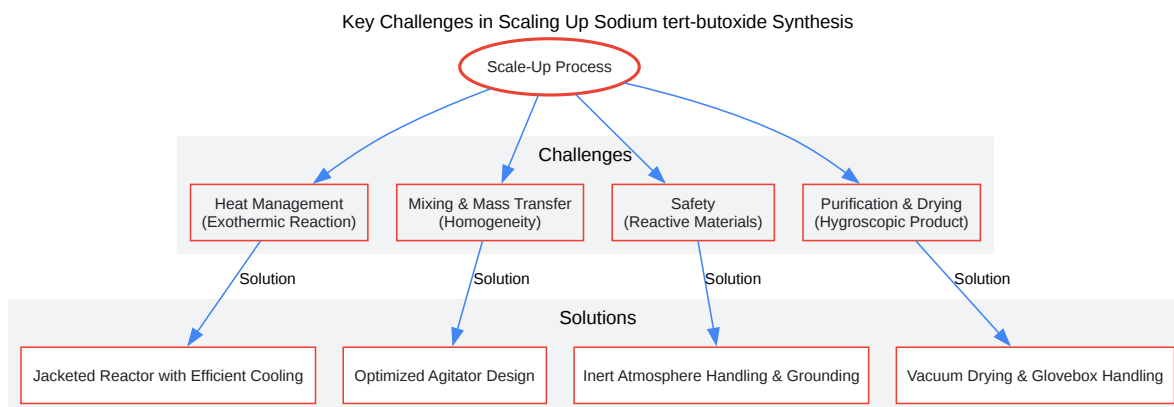 Key Challenges in Scaling Up Sodium tert-butoxide Synthesis
Scale-Up Process
Challenges
Heat Management
(Exothermic Reaction)
Mixing & Mass Transfer
(Homogeneity)
Safety
(Reactive Materials)
Purification & Drying
(Hygroscopic Product)
Solution
Solution
Solution
Solution
Solutions
Jacketed Reactor with Efficient Cooling
Optimized Agitator Design
Inert Atmosphere Handling & Grounding
Vacuum Drying & Glovebox Handling